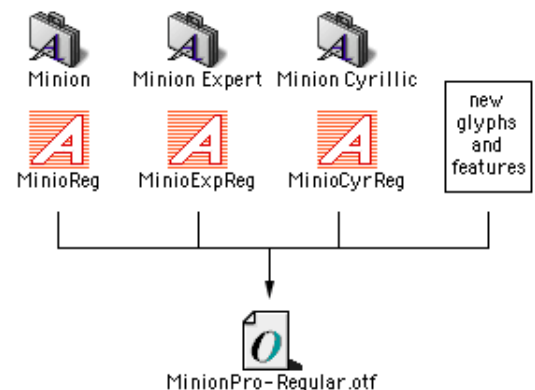 Minion
Minion Expert
Minion Cyrillic
new
glyphs
and
features
MinioReg
MinioExpReg
MinioCyrReg
MinionPro-Regular.otf